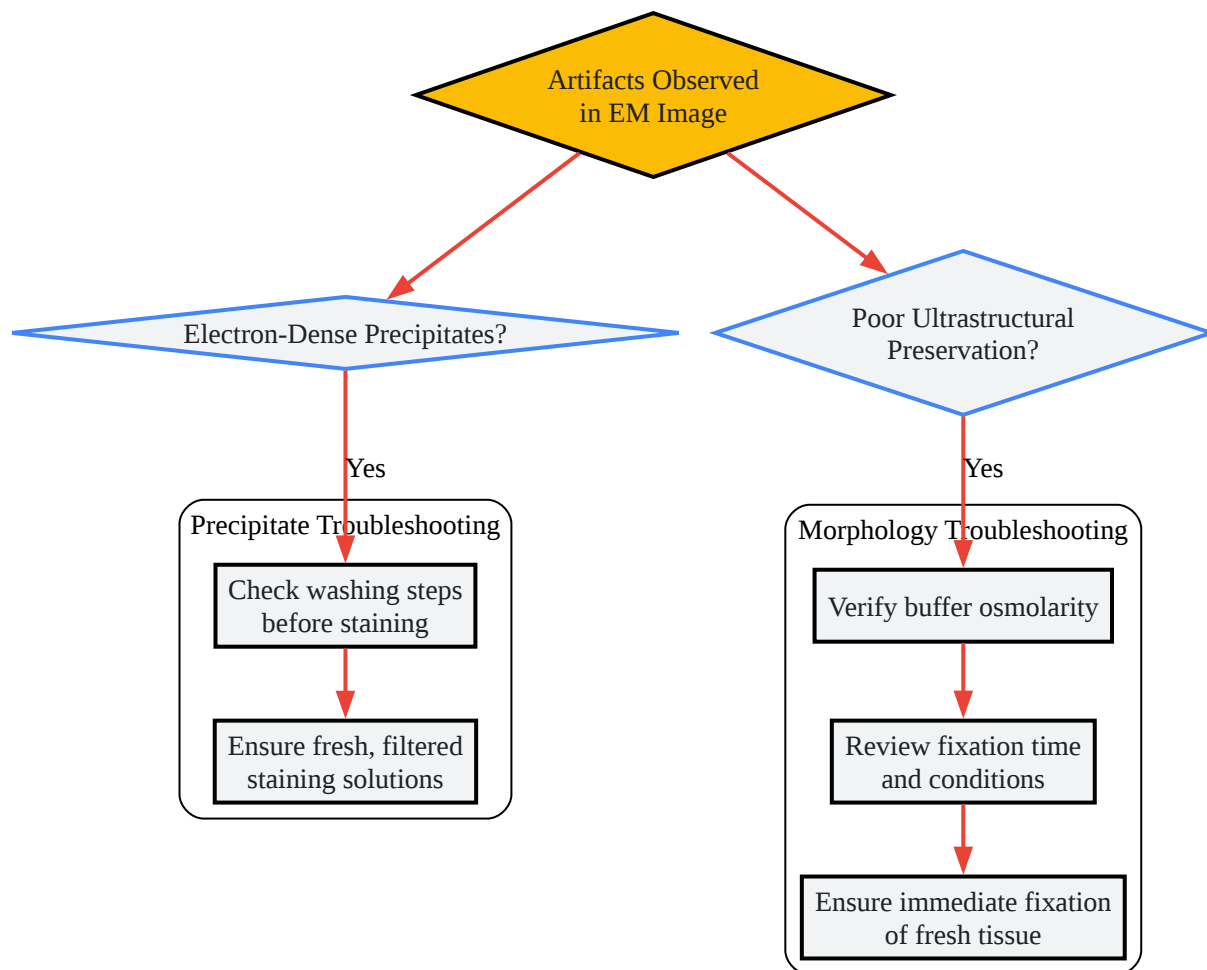 Artifacts Observed
in EM Image
Electron-Dense Precipitates?
Poor Ultrastructural
Preservation?
Yes
Yes
Precipitate Troubleshooting
Check washing steps
before staining
Ensure fresh, filtered
staining solutions
Morphology Troubleshooting
Verify buffer osmolarity
Review fixation time
and conditions
Ensure immediate fixation
of fresh tissue